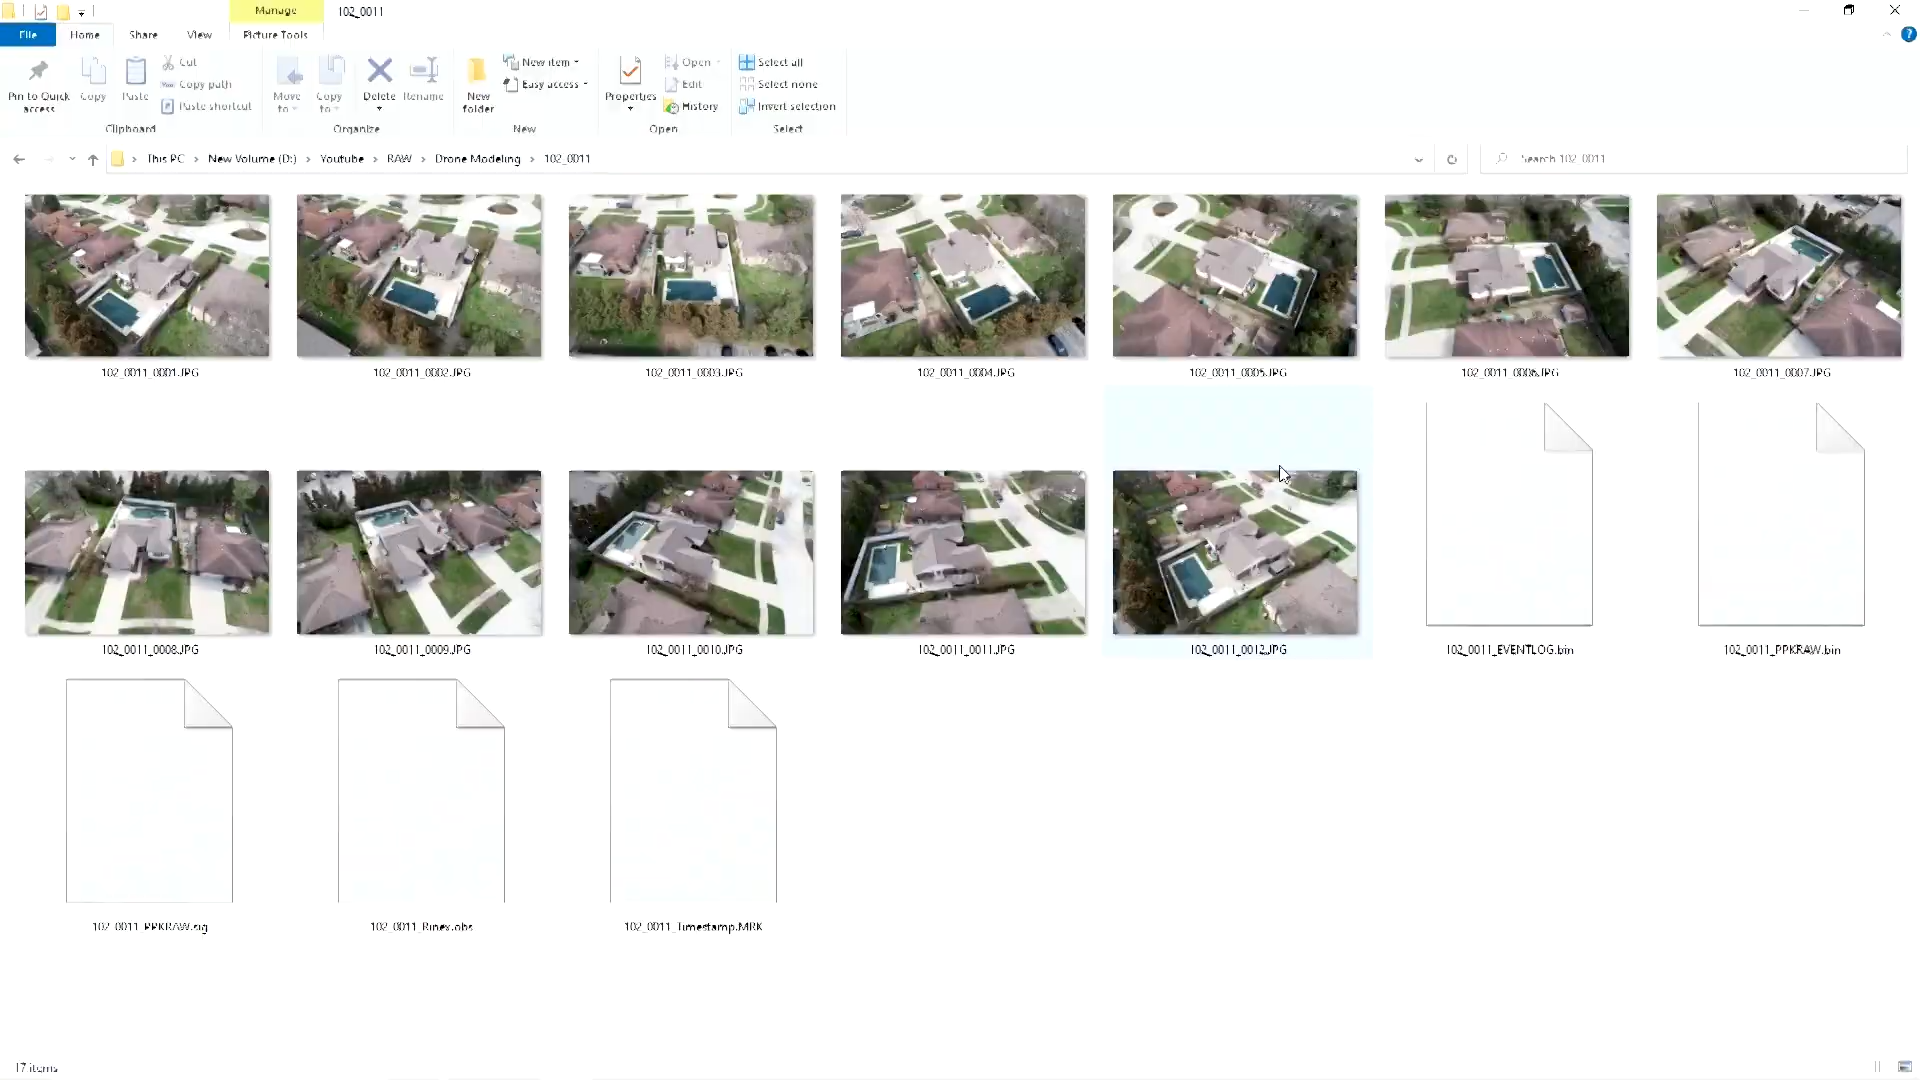 Manage
102_0011
File
Home
Share
View
Picture Tools
Pin to Quick access
Copy
Paste
Cut
Copy path
Paste shortcut
Clipboard
Move to
Copy to
Delete
Rename
Organize
New folder
New item
Easy access
New
Properties
Open
Edit
History
Open
Select all
Select none
Invert selection
Select
This PC > New Volume (D:) > Youtube > RAW > Drone Modeling > 102_0011
Search 102_0011
102_0011_0001.JPG
102_0011_0002.JPG
102_0011_0003.JPG
102_0011_0004.JPG
102_0011_0005.JPG
102_0011_0006.JPG
102_0011_0007.JPG
102_0011_0008.JPG
102_0011_0009.JPG
102_0011_0010.JPG
102_0011_0011.JPG
102_0011_0012.JPG
102_0011_EVENTLOG.bin
102_0011_PPKRAW.bin
102_0011_PPKRAW.sig
102_0011_Rinex.obs
102_0011_Timestamp.MRK
17 items